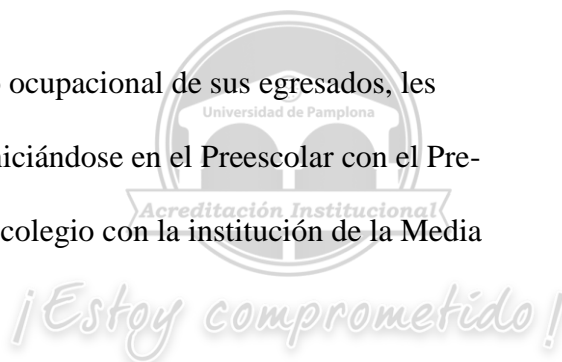 ocupacional de sus egresados, les
Universidad de Pamplona
niciándose en el Preescolar con el Pre-
Acreditación Institucional
colegio con la institución de la Media
¡Estoy comprometido!